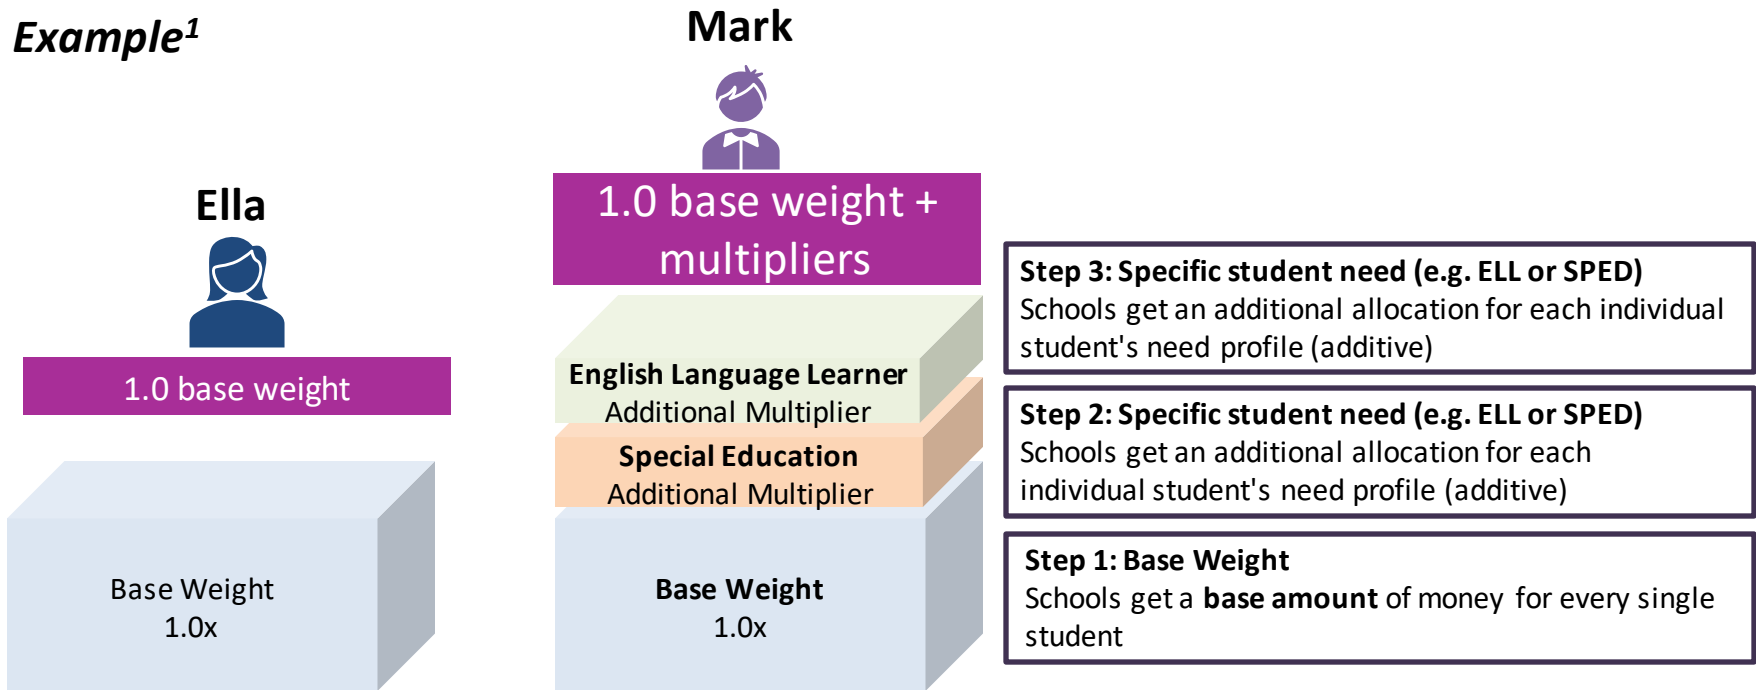 Example1
Ella
1.0 base weight
Base Weight
1.0x
Mark
1.0 base weight +
multipliers
English Language Learner
Additional Multiplier
Special Education
Additional Multiplier
Base Weight
1.0x
Step 3: Specific student need (e.g. ELL or SPED)
Schools get an additional allocation for each individual
student's need profile (additive)
Step 2: Specific student need (e.g. ELL or SPED)
Schools get an additional allocation for each
individual student's need profile (additive)
Step 1: Base Weight
Schools get a base amount of money for every single
student